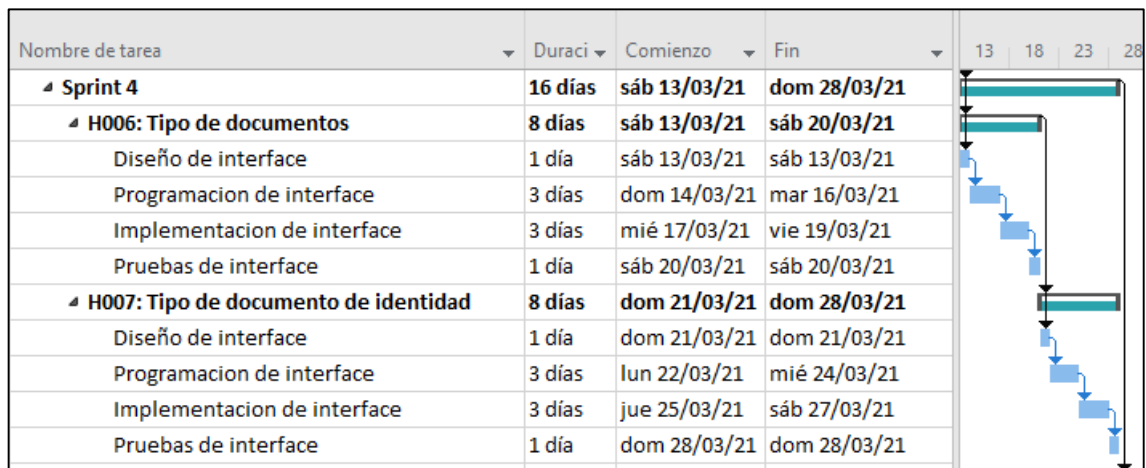 Nombre de tarea Duraci Comienzo Fin 13 18 23 28
Sprint 4 16 días sáb 13/03/21 dom 28/03/21
H006: Tipo de documentos 8 días sáb 13/03/21 sáb 20/03/21
Diseño de interface 1 día sáb 13/03/21 sáb 13/03/21
Programacion de interface 3 días dom 14/03/21 mar 16/03/21
Implementacion de interface 3 días mié 17/03/21 vie 19/03/21
Pruebas de interface 1 día sáb 20/03/21 sáb 20/03/21
H007: Tipo de documento de identidad 8 días dom 21/03/21 dom 28/03/21
Diseño de interface 1 día dom 21/03/21 dom 21/03/21
Programacion de interface 3 días lun 22/03/21 mié 24/03/21
Implementacion de interface 3 días jue 25/03/21 sáb 27/03/21
Pruebas de interface 1 día dom 28/03/21 dom 28/03/21